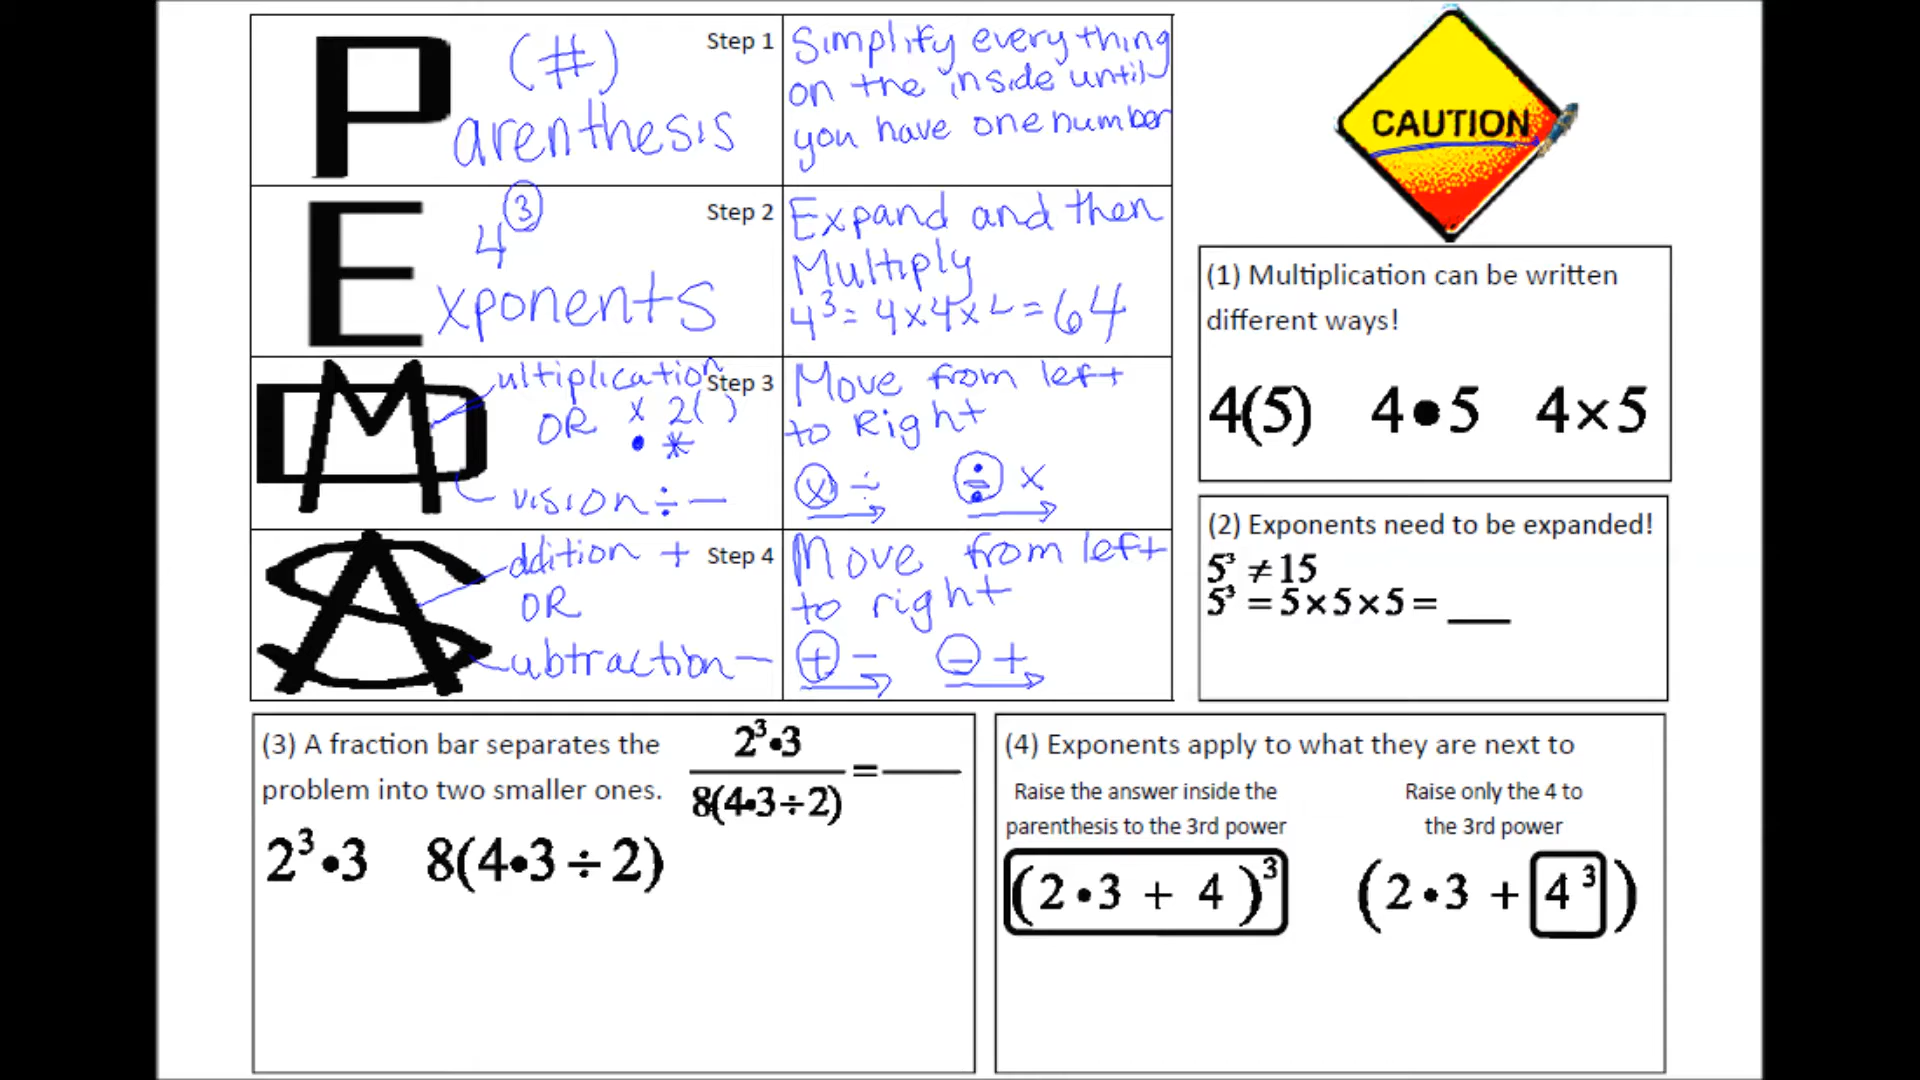 P (#) Step 1
arenthesis
Simplify everything
on the inside until
you have one number
E 4³ Step 2
xponents
Expand and then
Multiply
4³ = 4×4×4 = 64
MD ultiplication Step 3
OR × 2( )
• *
vision ÷ —
Move from left
to Right
× ÷ ÷ ×
AS ddition + Step 4
OR
ubtraction —
Move from left
to right
+ − − +
CAUTION
(1) Multiplication can be written
different ways!
4(5) 4•5 4×5
(2) Exponents need to be expanded!
5³ ≠ 15
5³ = 5×5×5 = ___
(3) A fraction bar separates the
problem into two smaller ones.
2³•3
8(4•3÷2)
= ___
2³•3 8(4•3÷2)
(4) Exponents apply to what they are next to
Raise the answer inside the
parenthesis to the 3rd power
(2•3 + 4)³
Raise only the 4 to
the 3rd power
(2•3 + 4³)